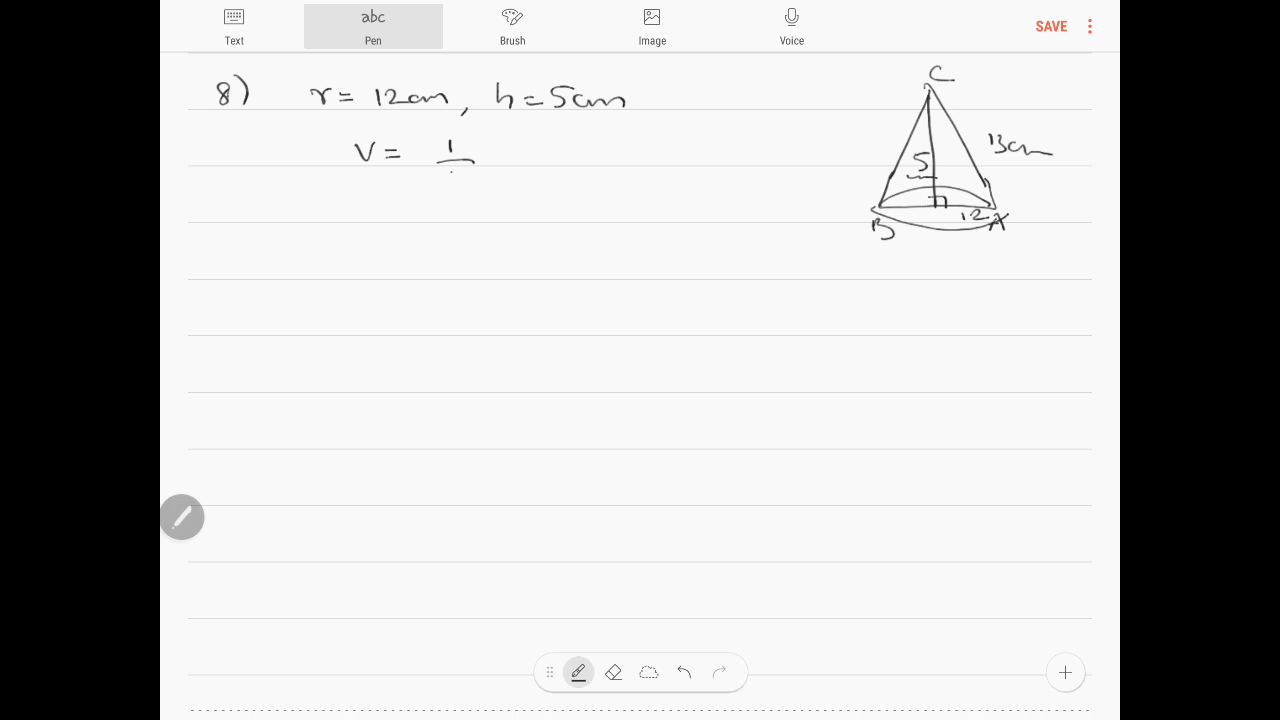 Text
Pen
Brush
Image
Voice
SAVE
abc
8) r = 12cm, h = 5cm
V = 1
C
13cm
5
12
B
A